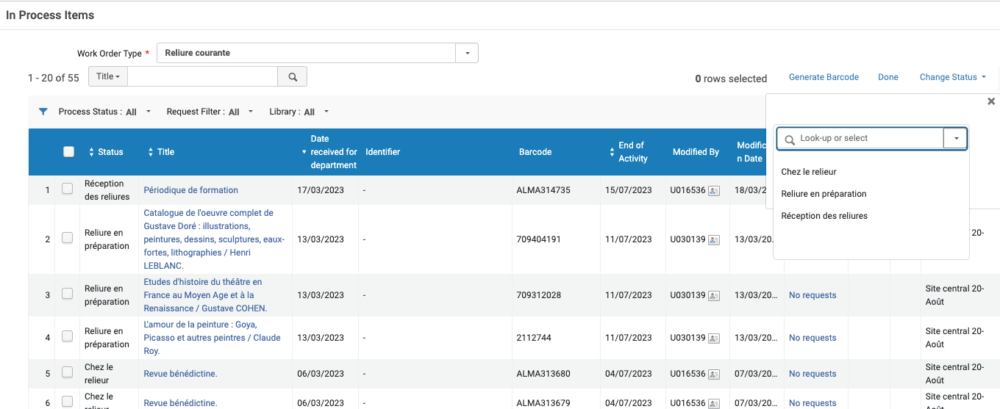 In Process Items
Work Order Type * Reliure courante
1 - 20 of 55 Title
0 rows selected Generate Barcode Done Change Status
Process Status : All Request Filter : All Library : All
Look-up or select
Chez le relieur
Reliure en préparation
Réception des reliures
Status Title Date received for department Identifier Barcode End of Activity Modified By Modific n Date
1 Réception des reliures Périodique de formation 17/03/2023 - ALMA314735 15/07/2023 U016536 18/03/2
2 Reliure en préparation Catalogue de l'oeuvre complet de Gustave Doré : illustrations, peintures, dessins, sculptures, eaux-fortes, lithographies / Henri LEBLANC. 13/03/2023 - 709404191 11/07/2023 U030139 13/03/20... 20-
3 Reliure en préparation Etudes d'histoire du théâtre en France au Moyen Age et à la Renaissance / Gustave COHEN. 13/03/2023 - 709312028 11/07/2023 U030139 13/03/20... No requests Site central 20-Août
4 Reliure en préparation L'amour de la peinture : Goya, Picasso et autres peintres / Claude Roy. 13/03/2023 - 2112744 11/07/2023 U030139 13/03/20... No requests Site central 20-Août
5 Chez le relieur Revue bénédictine. 06/03/2023 - ALMA313680 04/07/2023 U016536 07/03/20... No requests Site central 20-Août
6 Chez le relieur Revue bénédictine. 06/03/2023 - ALMA313679 04/07/2023 U016536 07/03/20... No requests Site central 20-Août